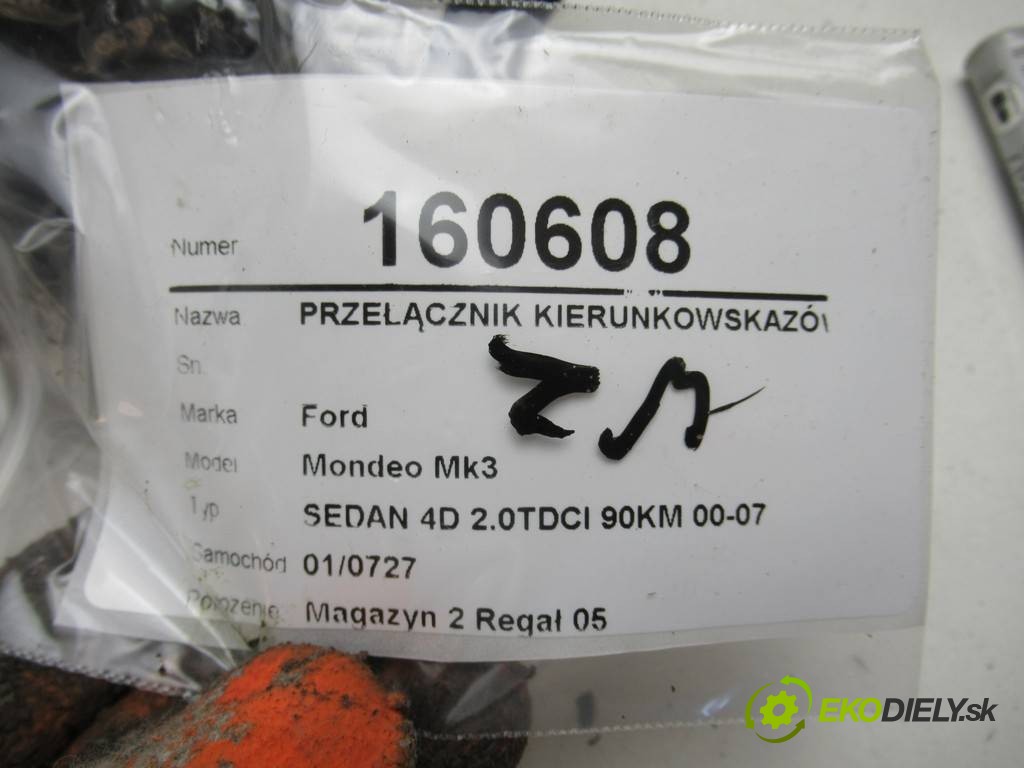 Numer 160608
Nazwa PRZEŁĄCZNIK KIERUNKOWSKAZÓ
Sn.
Marka Ford
Model Mondeo Mk3
Typ SEDAN 4D 2.0TDCI 90KM 00-07
Samochód 01/0727
Położenie Magazyn 2 Regał 05
EKODIELY.sk